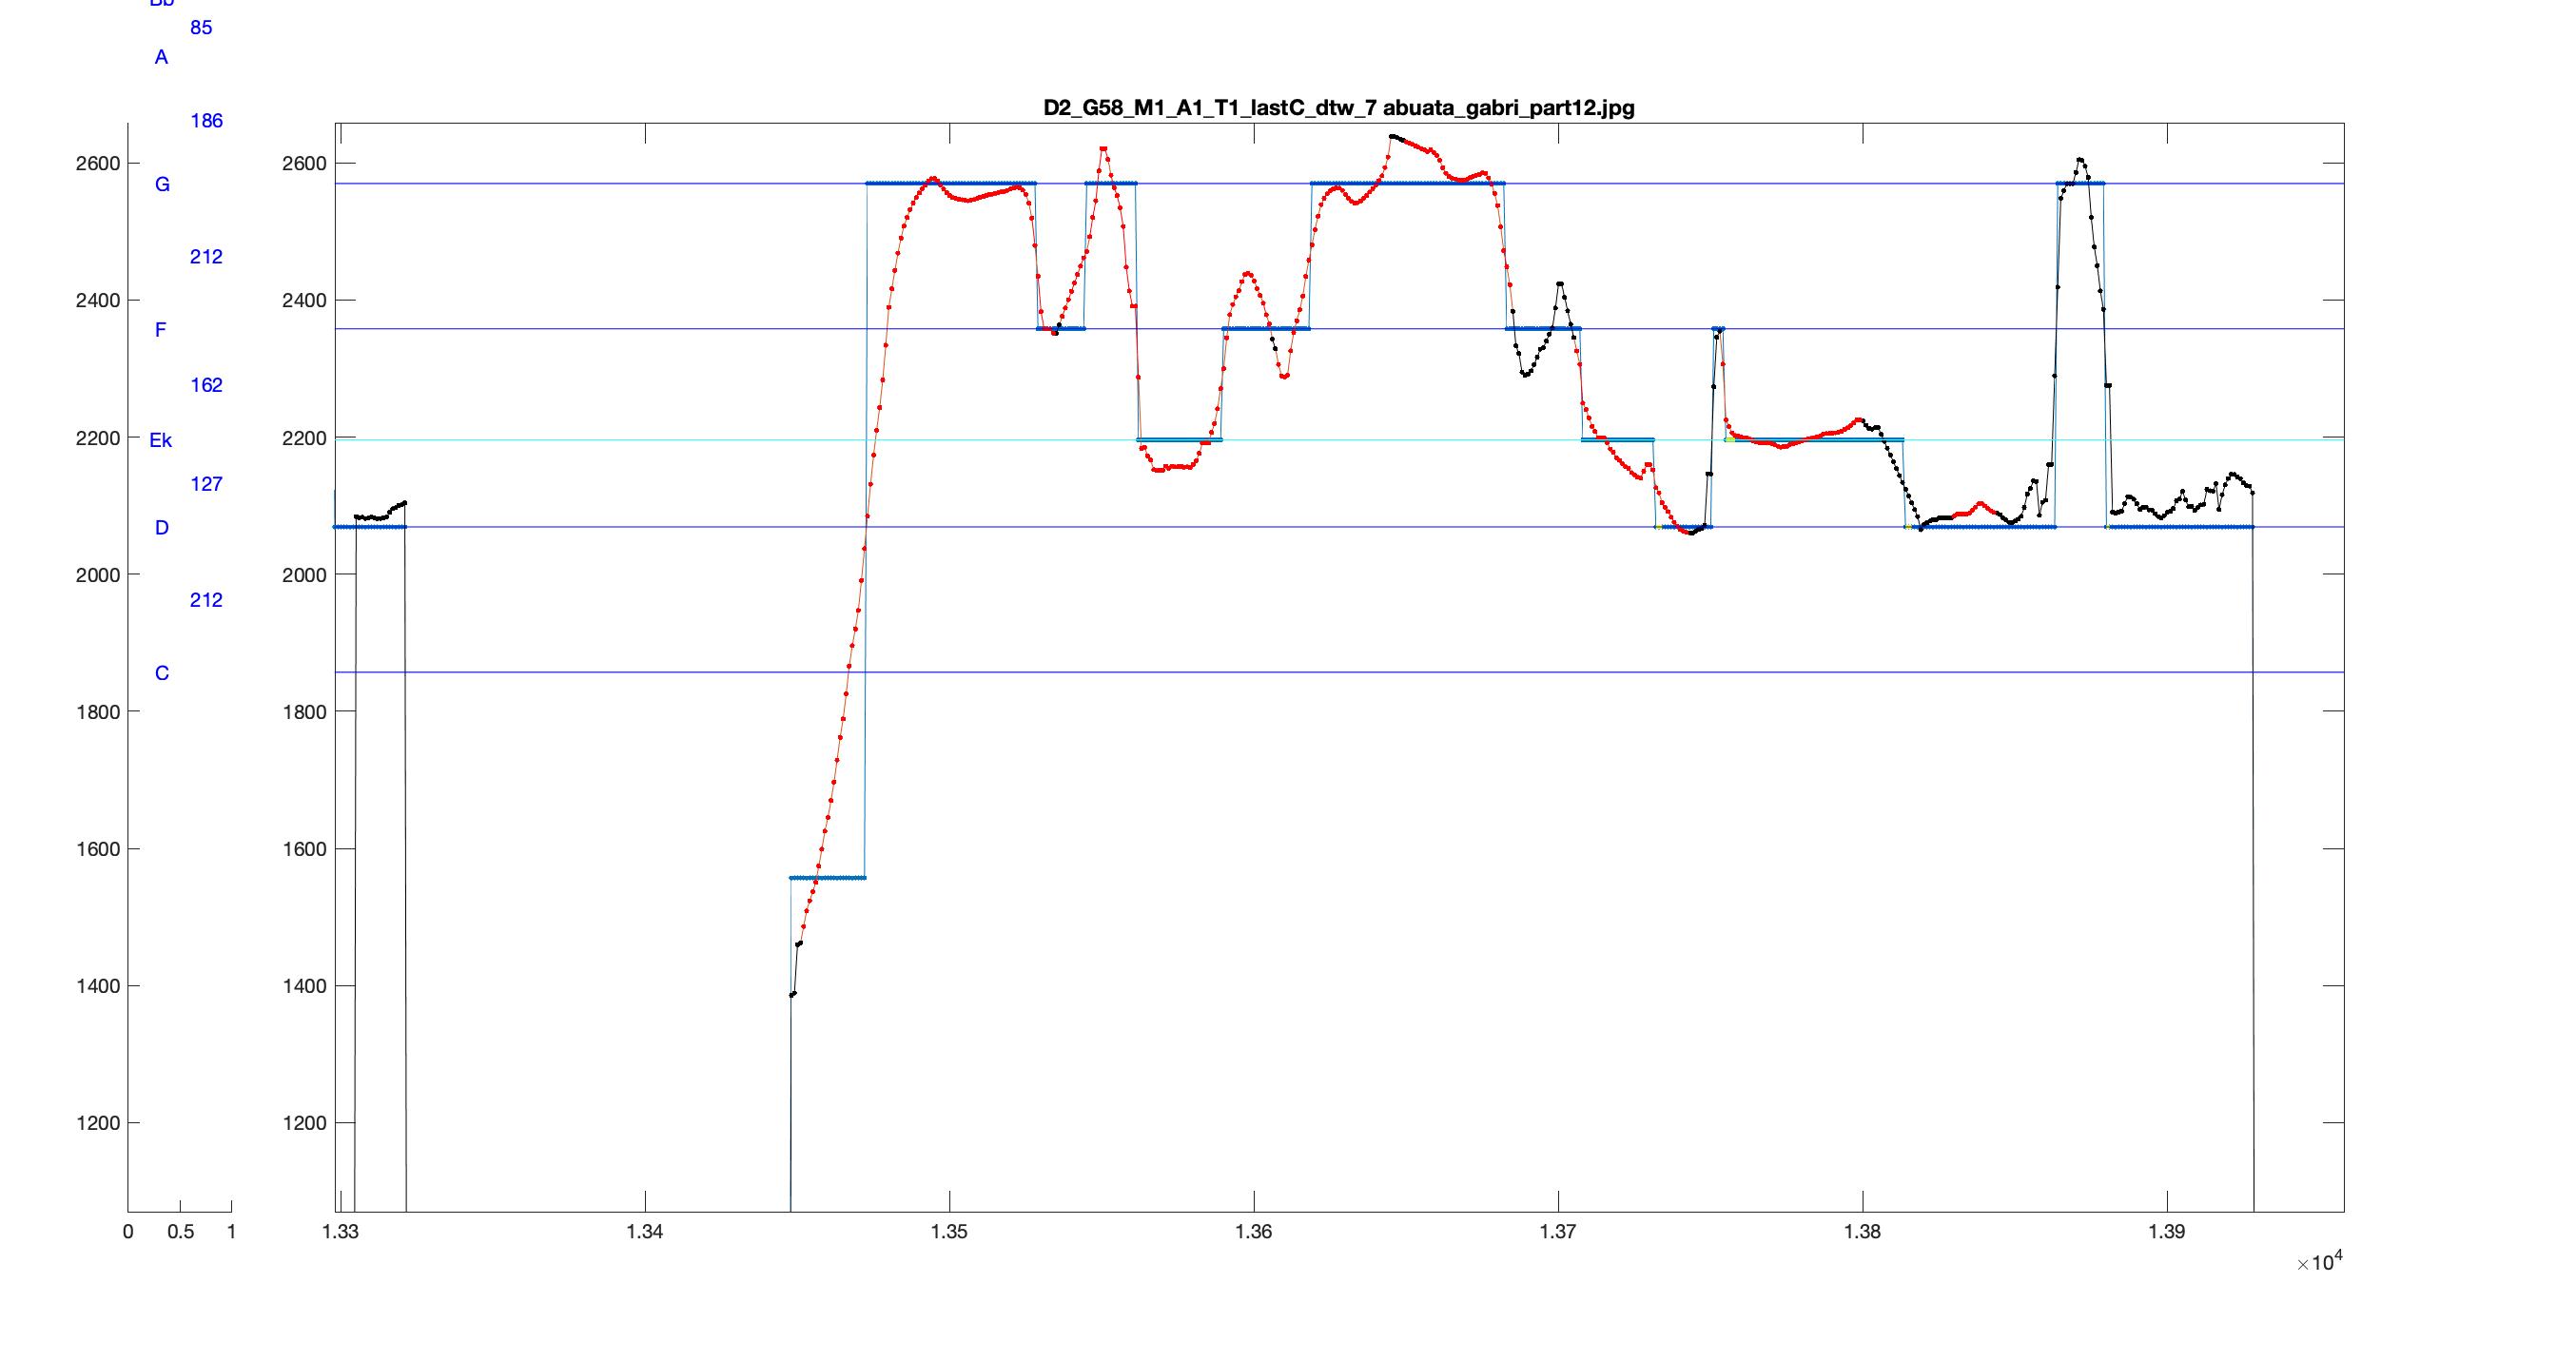 Bb
85
A
D2_G58_M1_A1_T1_lastC_dtw_7 abuata_gabri_part12.jpg
186
2600 2600
G
212
2400 2400
F
162
2200 Ek 2200
127
D
2000 2000
212
C
1800 1800
1600 1600
1400 1400
1200 1200
0 0.5 1 1.33 1.34 1.35 1.36 1.37 1.38 1.39
×10⁴